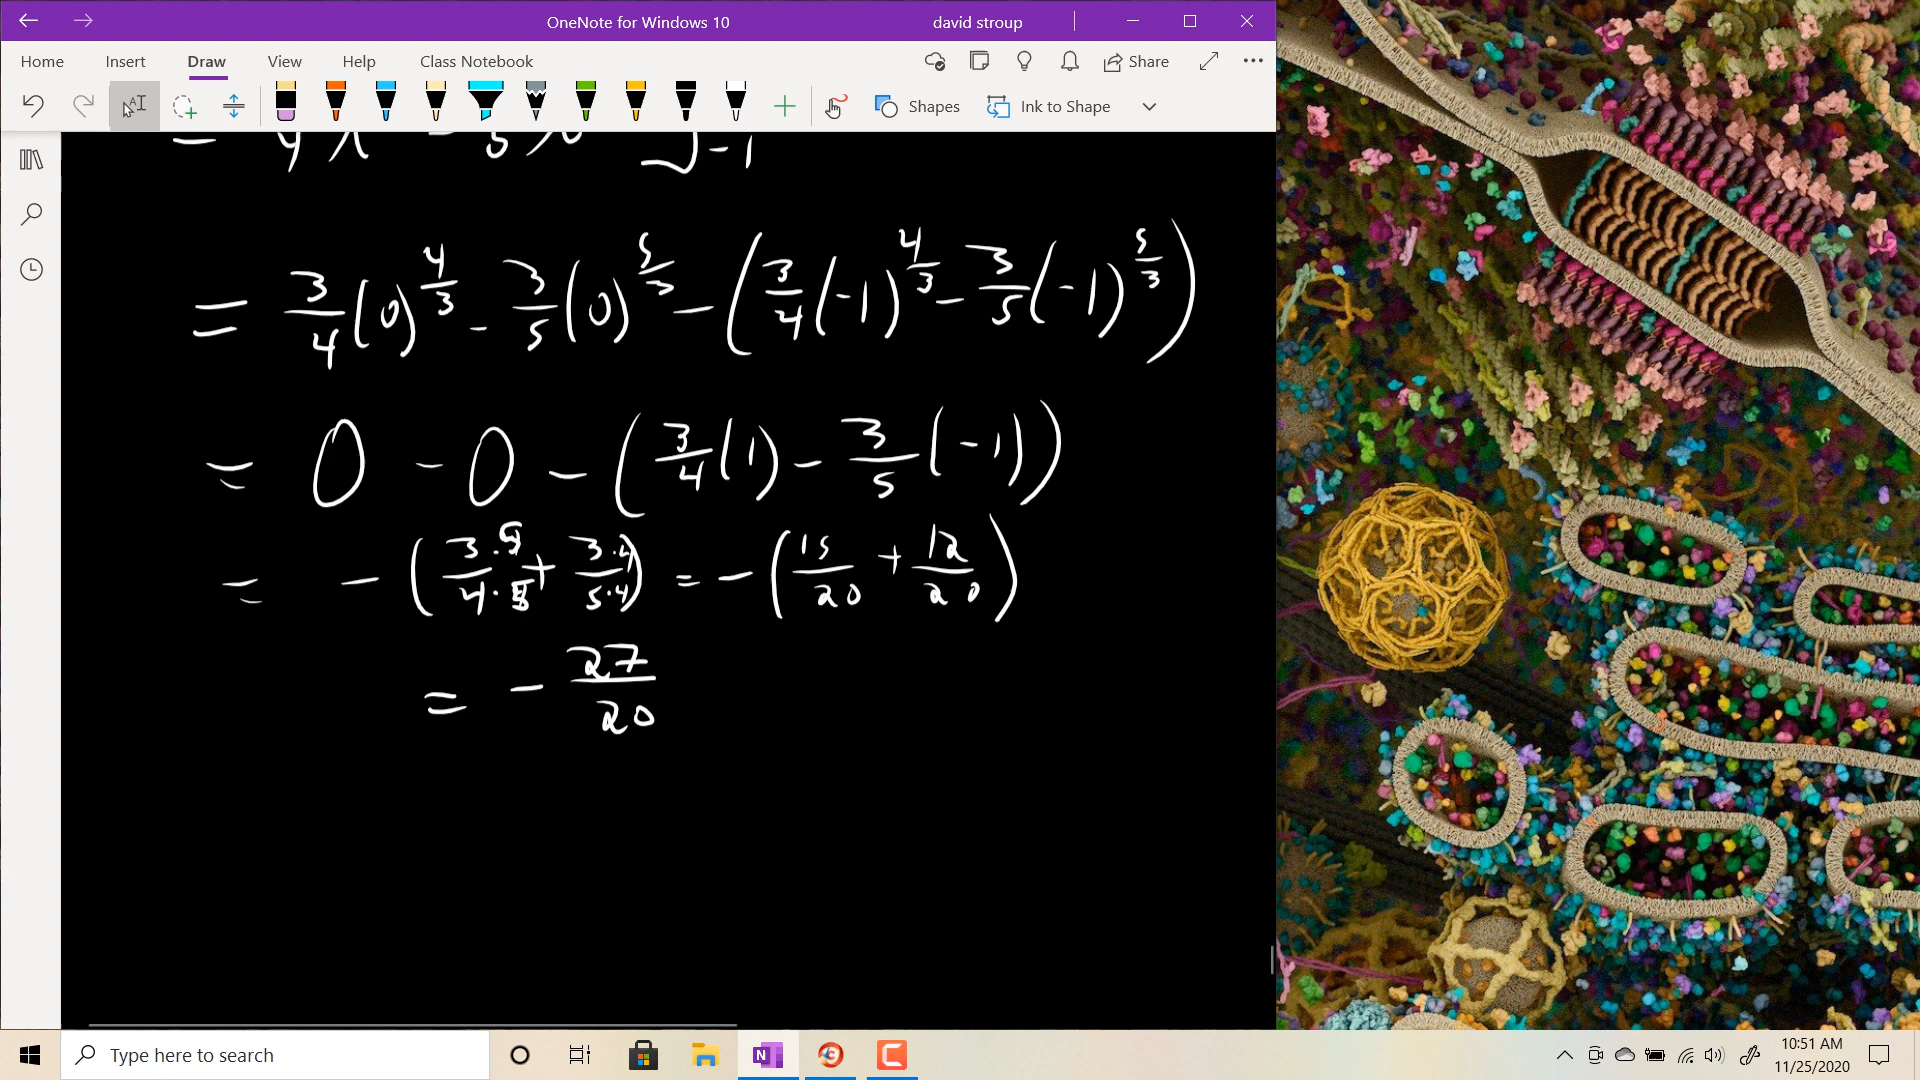 OneNote for Windows 10
david stroup
Home Insert Draw View Help Class Notebook Share
Shapes Ink to Shape
]-1
= 3/4 (0)^4/3 - 3/5 (0)^5/3 - (3/4 (-1)^4/3 - 3/5 (-1)^5/3)
= 0 - 0 - (3/4 (1) - 3/5 (-1))
= - (3·5/4·5 + 3·4/5·4) = - (15/20 + 12/20)
= - 27/20
Type here to search
10:51 AM
11/25/2020